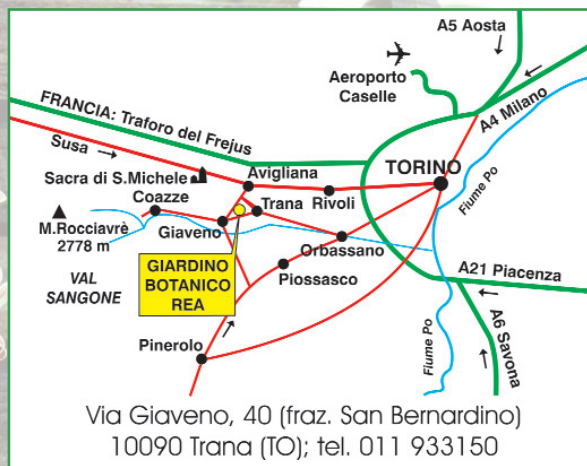 A5 Aosta
Aeroporto
Caselle
A4 Milano
FRANCIA: Traforo del Frejus
Susa
Sacra di S.Michele
Avigliana
TORINO
Fiume Po
Coazze
Trana
Rivoli
M.Rocciavrè
2778 m
Giaveno
Orbassano
VAL
SANGONE
GIARDINO
BOTANICO
REA
Piossasco
A21 Piacenza
Pinerolo
Fiume Po
A6 Savona
Via Giaveno, 40 (fraz. San Bernardino)
10090 Trana (TO); tel. 011 933150